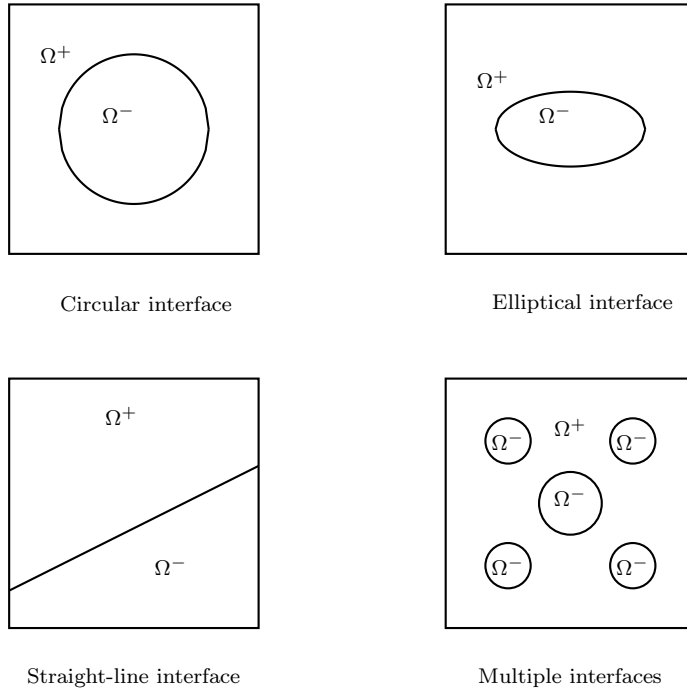 Ω⁺
Ω⁻
Circular interface
Ω⁺
Ω⁻
Elliptical interface
Ω⁺
Ω⁻
Straight-line interface
Ω⁺
Ω⁻ Ω⁻
Ω⁻
Ω⁻ Ω⁻
Multiple interfaces